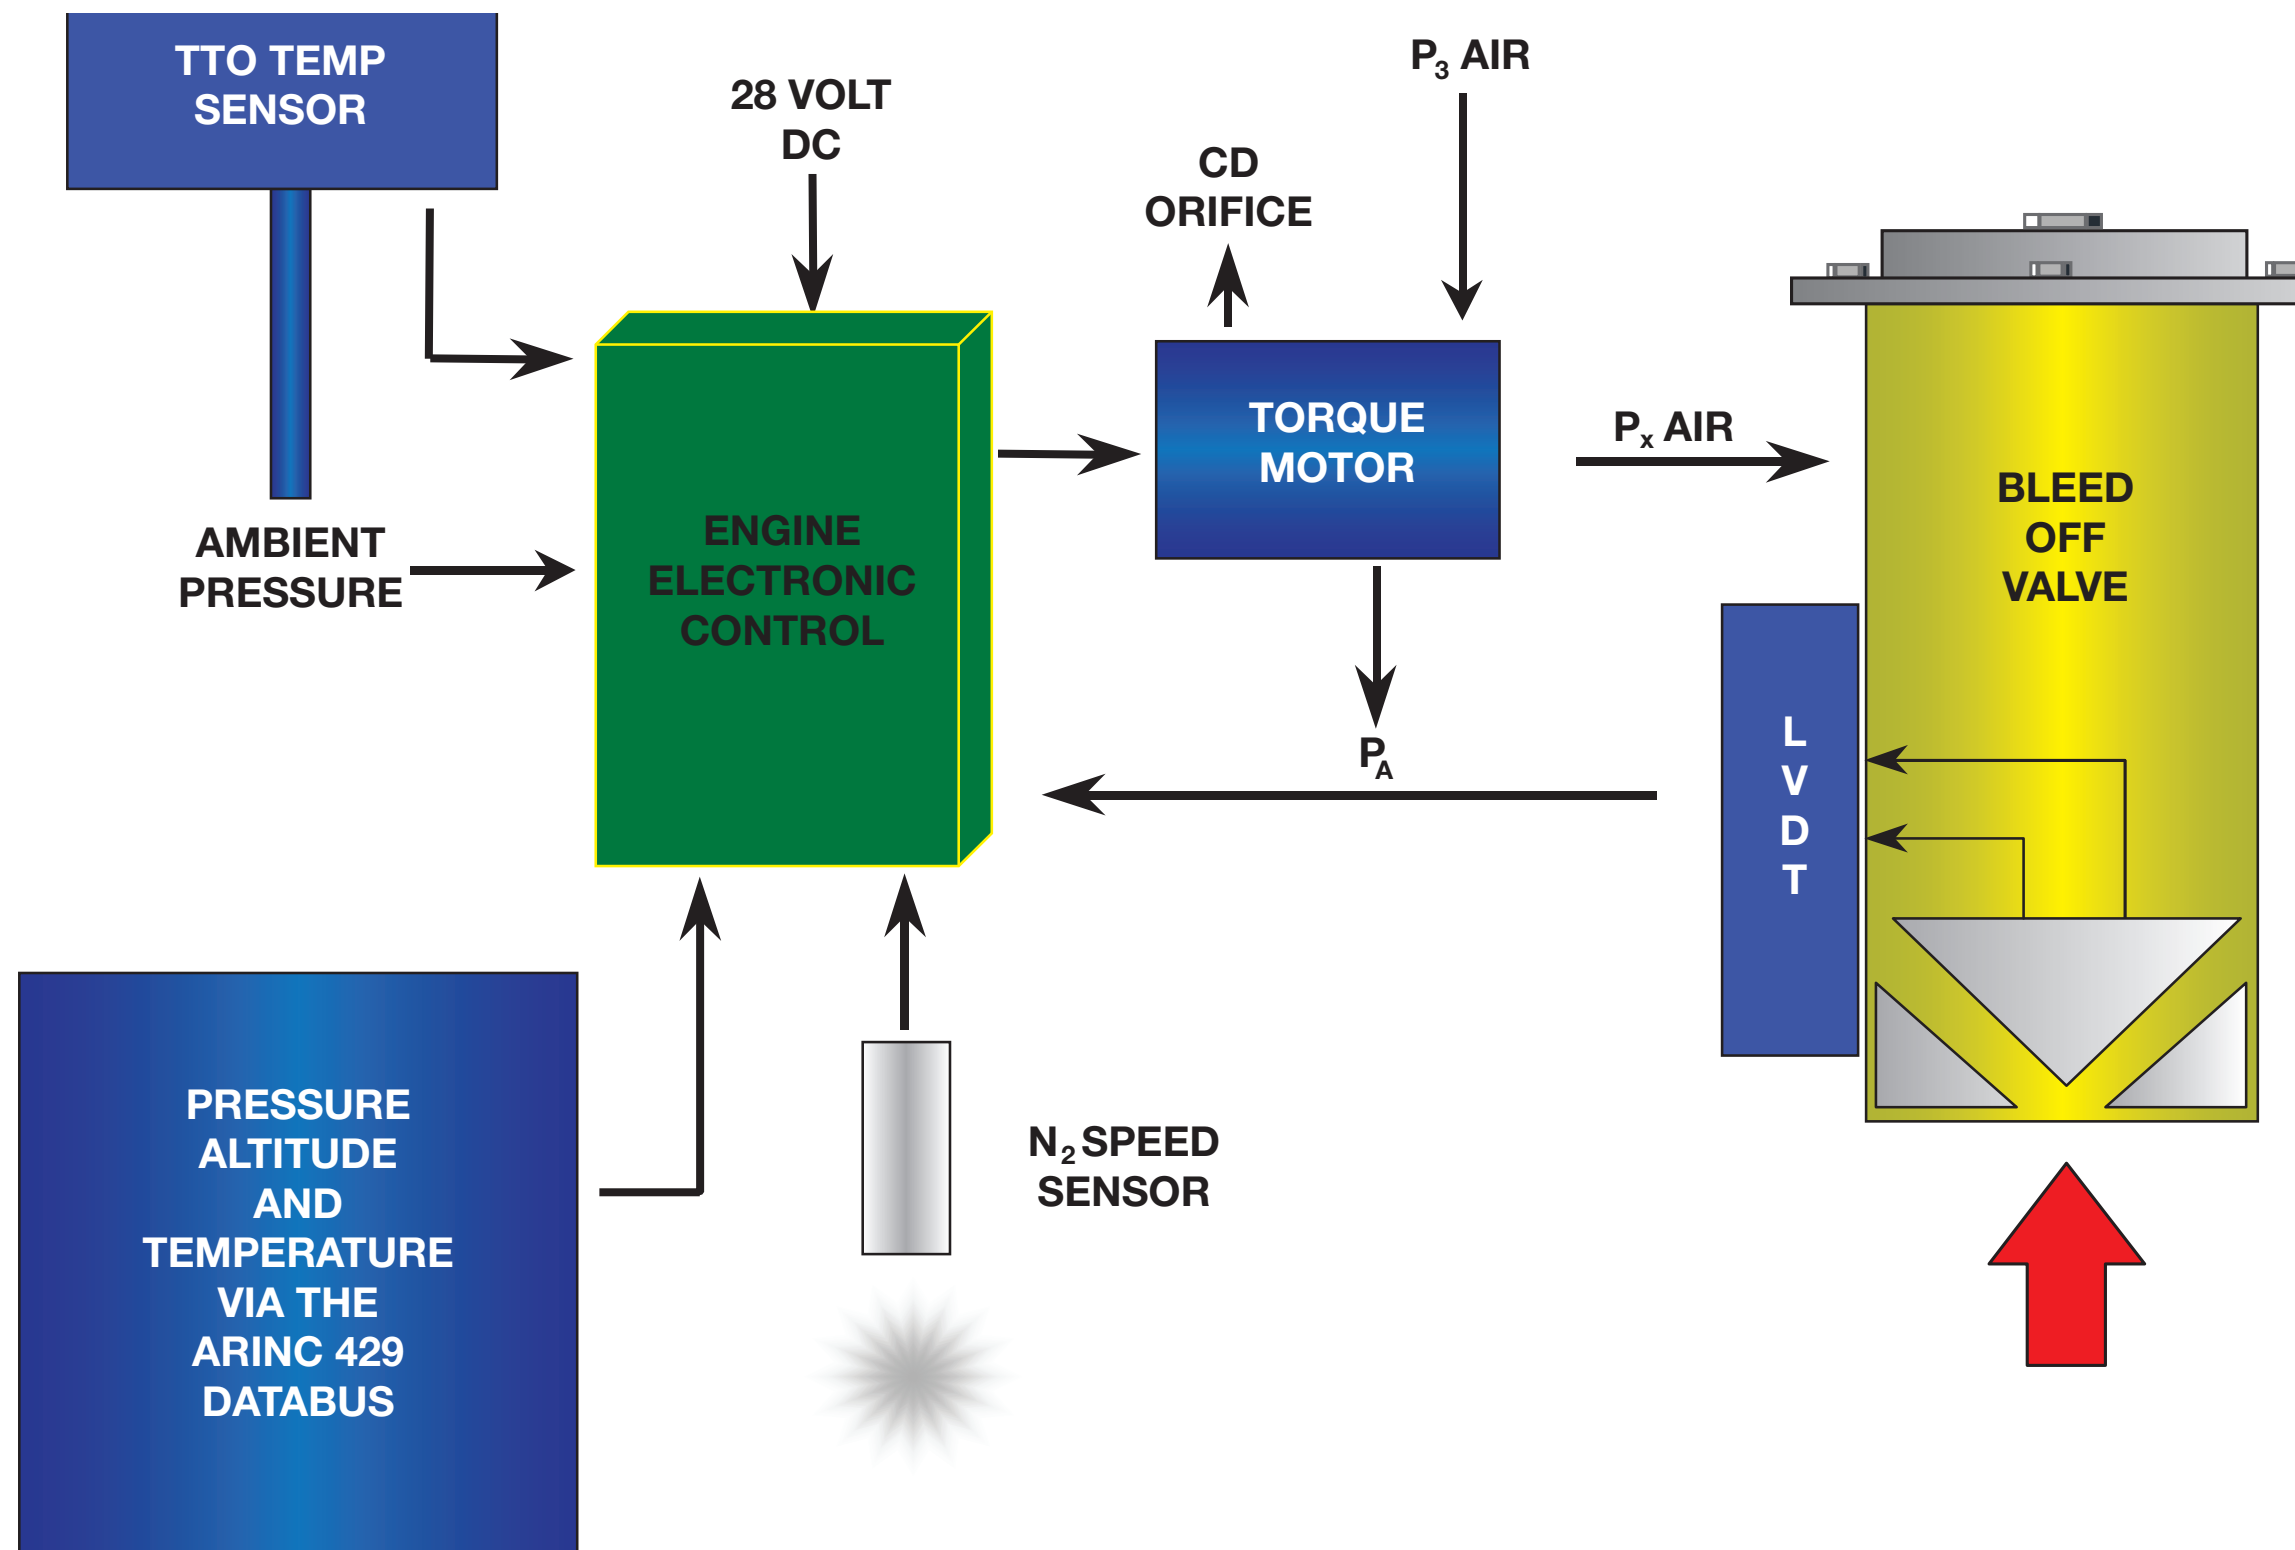 TTO TEMP
SENSOR
28 VOLT
DC
P3 AIR
CD
ORIFICE
AMBIENT
PRESSURE
ENGINE
ELECTRONIC
CONTROL
TORQUE
MOTOR
Px AIR
BLEED
OFF
VALVE
PA
L
V
D
T
PRESSURE
ALTITUDE
AND
TEMPERATURE
VIA THE
ARINC 429
DATABUS
N2 SPEED
SENSOR